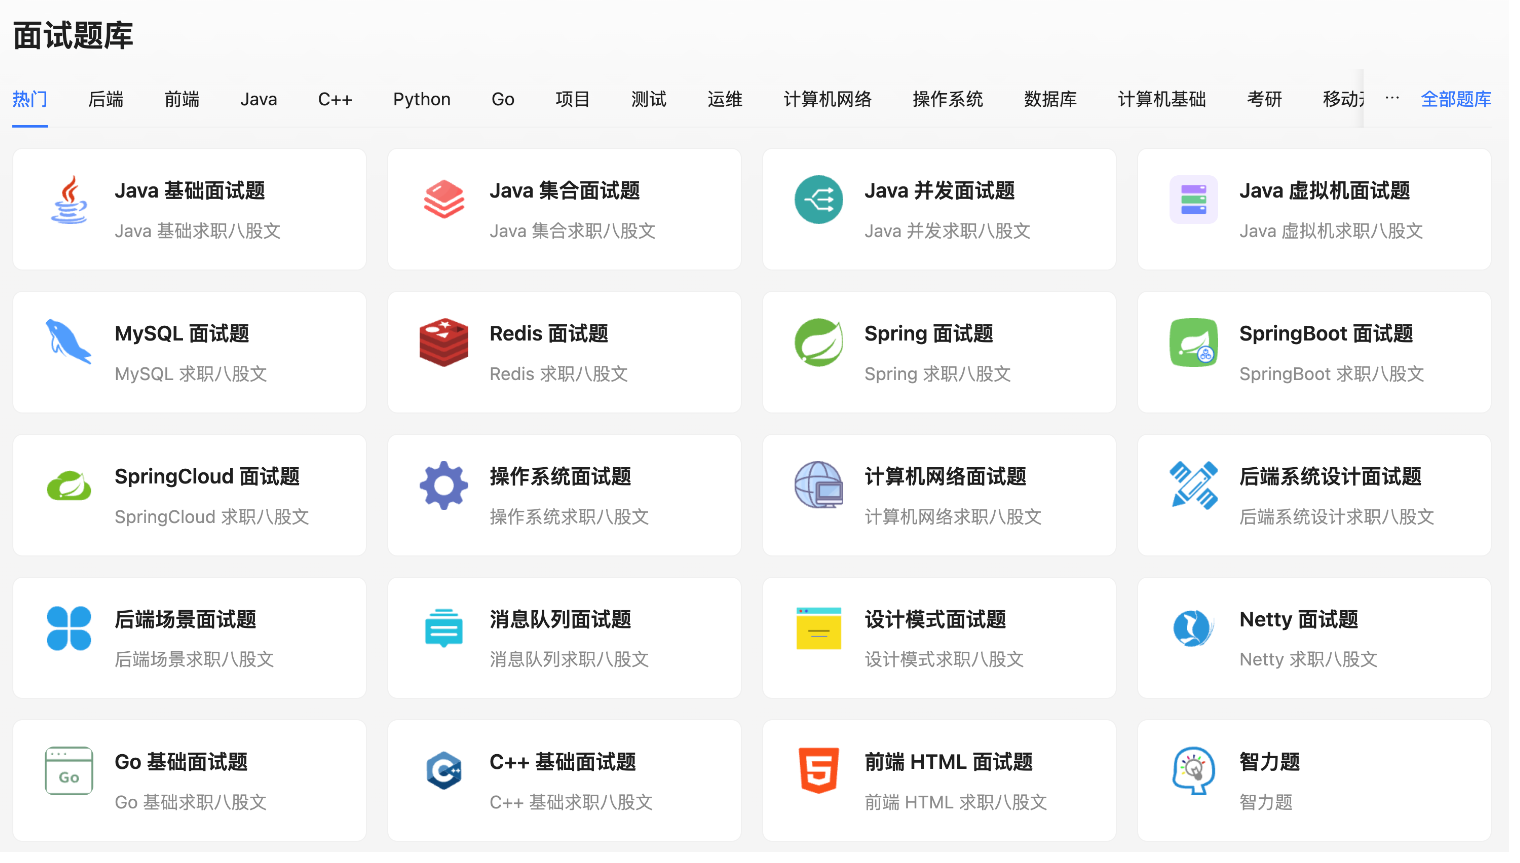 面试题库
热门 后端 前端 Java C++ Python Go 项目 测试 运维 计算机网络 操作系统 数据库 计算机基础 考研 移动 ··· 全部题库
Java 基础面试题 Java 集合面试题 Java 并发面试题 Java 虚拟机面试题
Java 基础求职八股文 Java 集合求职八股文 Java 并发求职八股文 Java 虚拟机求职八股文
MySQL 面试题 Redis 面试题 Spring 面试题 SpringBoot 面试题
MySQL 求职八股文 Redis 求职八股文 Spring 求职八股文 SpringBoot 求职八股文
SpringCloud 面试题 操作系统面试题 计算机网络面试题 后端系统设计面试题
SpringCloud 求职八股文 操作系统求职八股文 计算机网络求职八股文 后端系统设计求职八股文
后端场景面试题 消息队列面试题 设计模式面试题 Netty 面试题
后端场景求职八股文 消息队列求职八股文 设计模式求职八股文 Netty 求职八股文
Go 基础面试题 C++ 基础面试题 前端 HTML 面试题 智力题
Go
Go 基础求职八股文 C++ 基础求职八股文 前端 HTML 求职八股文 智力题